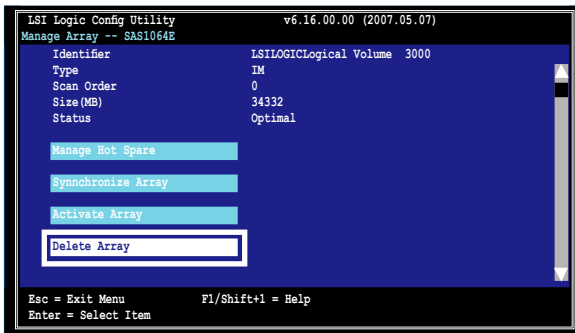 LSI Logic Config Utility v6.16.00.00 (2007.05.07)
Manage Array -- SAS1064E
Identifier LSILOGICLogical Volume 3000
Type IM
Scan Order 0
Size(MB) 34332
Status Optimal
Manage Hot Spare
Synnchronize Array
Activate Array
Delete Array
Esc = Exit Menu F1/Shift+1 = Help
Enter = Select Item